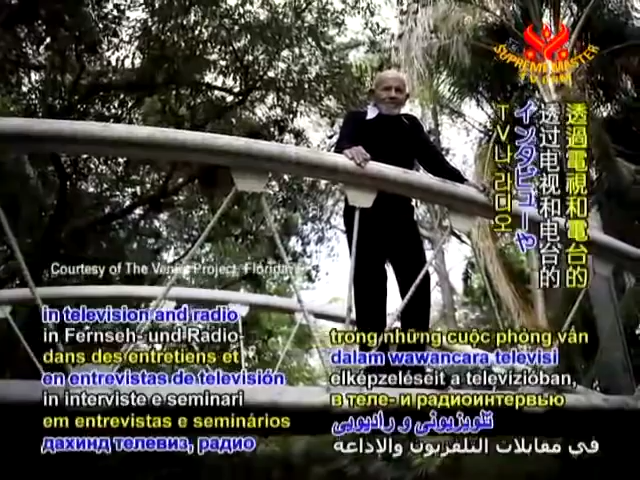 SUPREME MASTER
TV.COM
透過電視和電台的
透过电视和电台的
インタビューや
TV나 라디오
Courtesy of The Venus Project, Florida
in television and radio
in Fernseh- und Radio
dans des entretiens et
en entrevistas de televisión
in interviste e seminari
em entrevistas e seminários
дахинд телевиз, радио
trong những cuộc phỏng vấn
dalam wawancara televisi
elképzeléseit a televízióban,
в теле- и радиоинтервью
تلویزیونی و رادیویی
في مقابلات التلفزيون والإذاعة